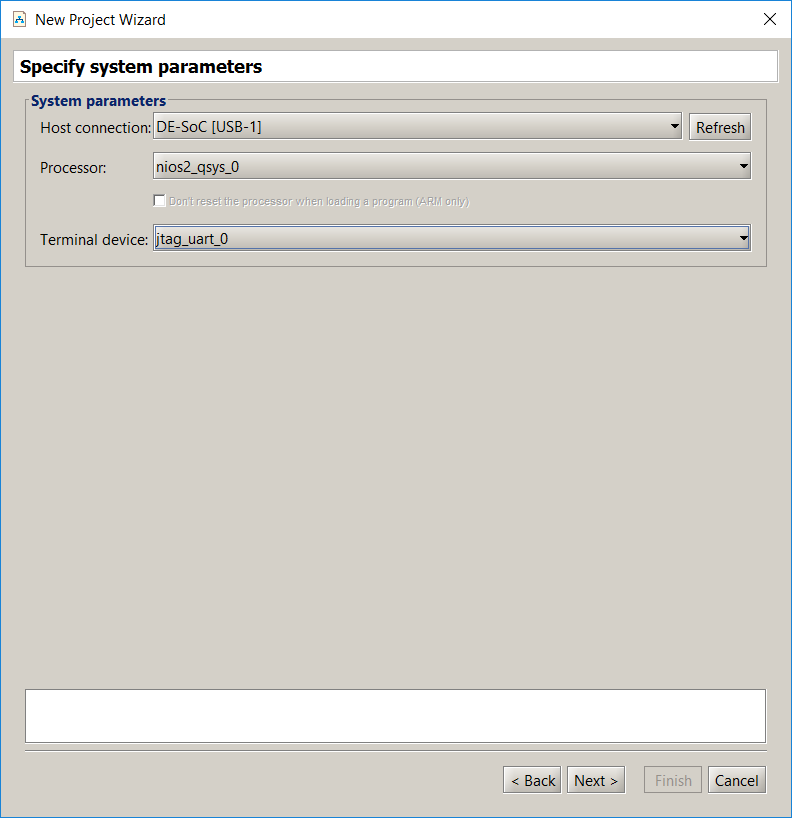 New Project Wizard
Specify system parameters
System parameters
Host connection: DE-SoC [USB-1] Refresh
Processor: nios2_qsys_0
Don't reset the processor when loading a program (ARM only)
Terminal device: jtag_uart_0
< Back Next > Finish Cancel